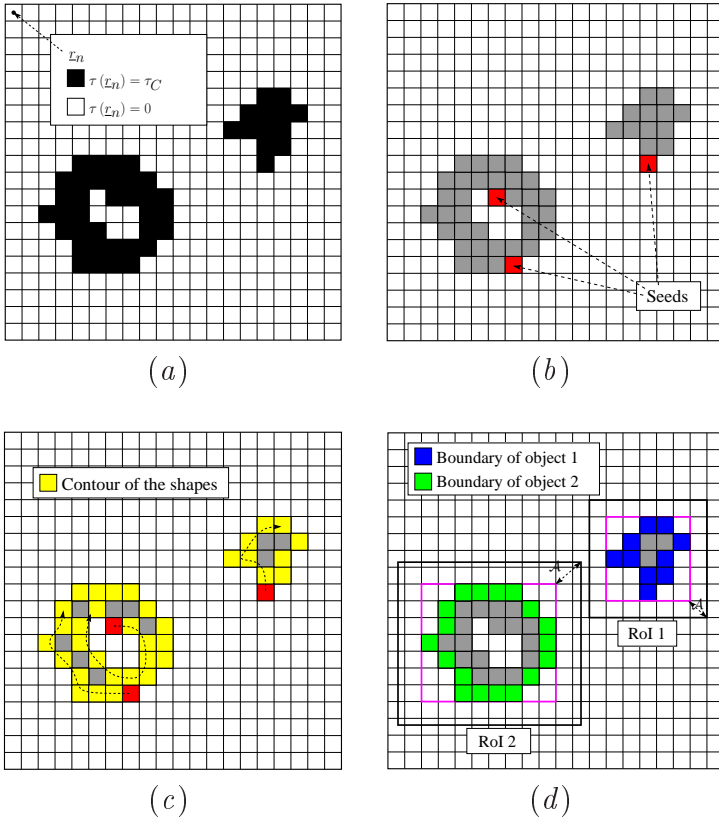 r_n
τ (r_n) = τ_C
τ (r_n) = 0
(a)
Seeds
(b)
Contour of the shapes
(c)
Boundary of object 1
Boundary of object 2
A
A
RoI 1
RoI 2
(d)